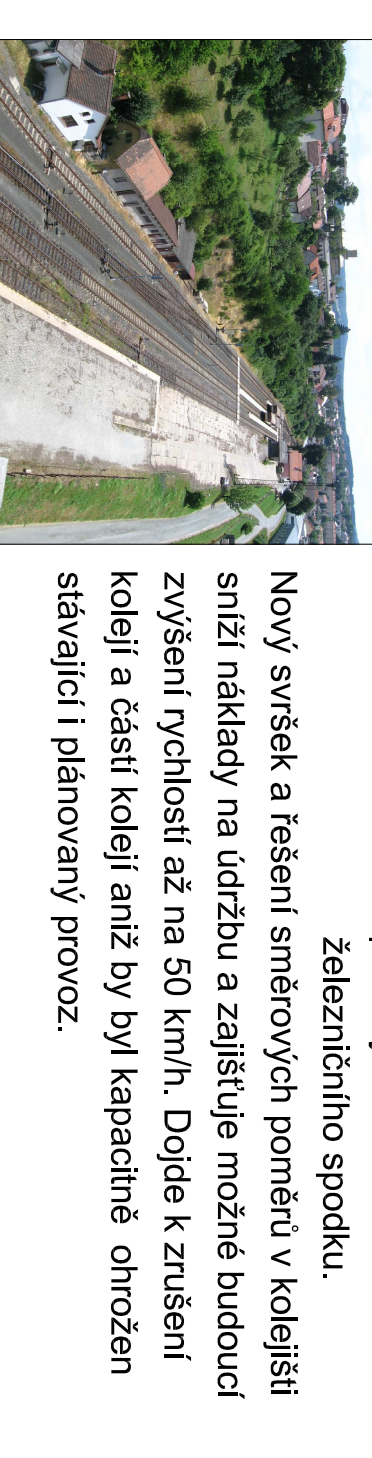 železničního spodku.
Nový svršek a řešení směrových poměrů v kolejišti
sníží náklady na údržbu a zajišťuje možné budoucí
zvýšení rychlostí až na 50 km/h. Dojde k zrušení
kolejí a částí kolejí aniž by byl kapacitně ohrožen
stávající i plánovaný provoz.